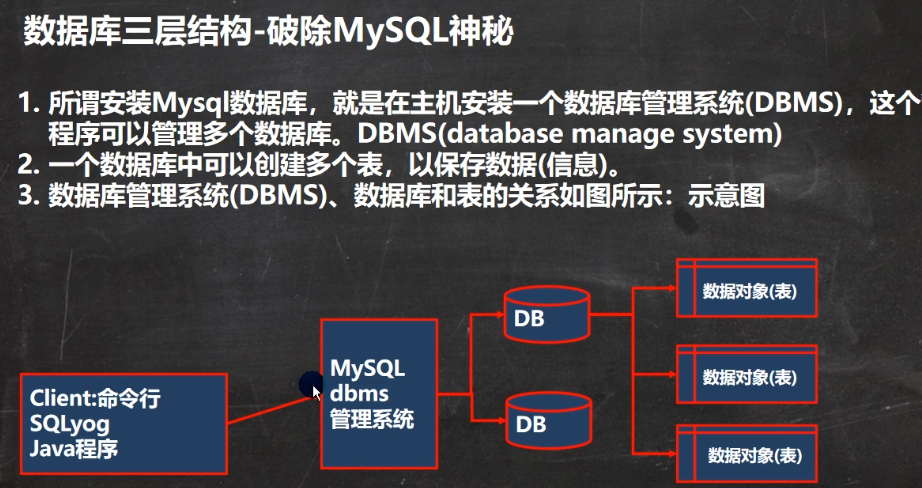 数据库三层结构-破除MySQL神秘
1. 所谓安装Mysql数据库，就是在主机安装一个数据库管理系统(DBMS)，这个
程序可以管理多个数据库。DBMS(database manage system)
2. 一个数据库中可以创建多个表，以保存数据(信息)。
3. 数据库管理系统(DBMS)、数据库和表的关系如图所示：示意图
数据对象(表)
DB
MySQL
dbms
管理系统
数据对象(表)
Client:命令行
SQLyog
Java程序
DB
数据对象(表)